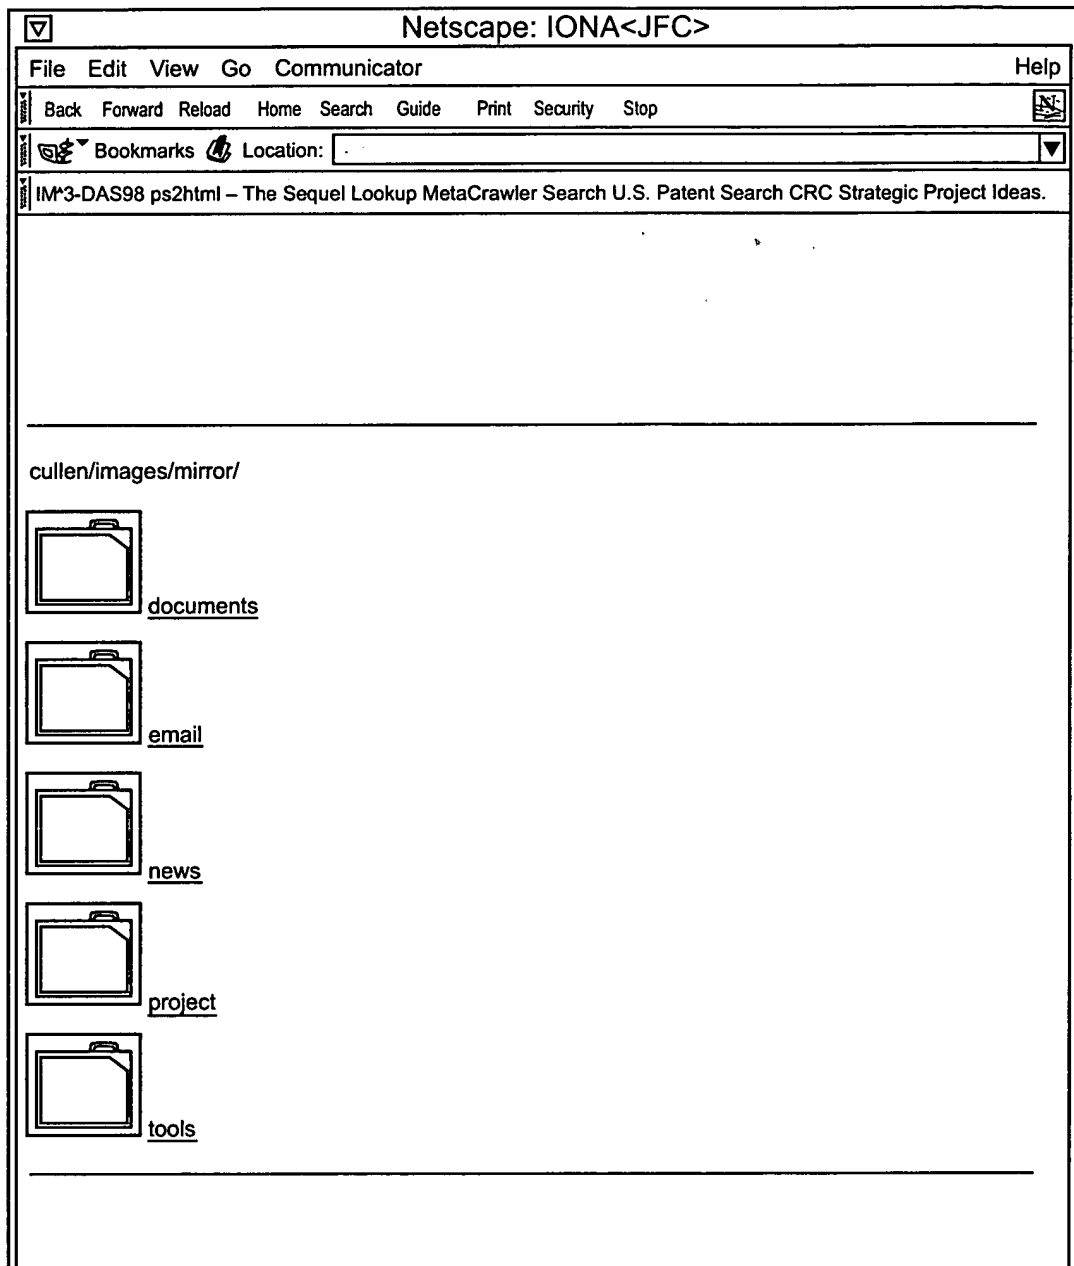 Netscape: IONA<JFC>
File Edit View Go Communicator Help
Back Forward Reload Home Search Guide Print Security Stop N
Bookmarks Location:
IM^3-DAS98 ps2html – The Sequel Lookup MetaCrawler Search U.S. Patent Search CRC Strategic Project Ideas.
cullen/images/mirror/
documents
email
news
project
tools